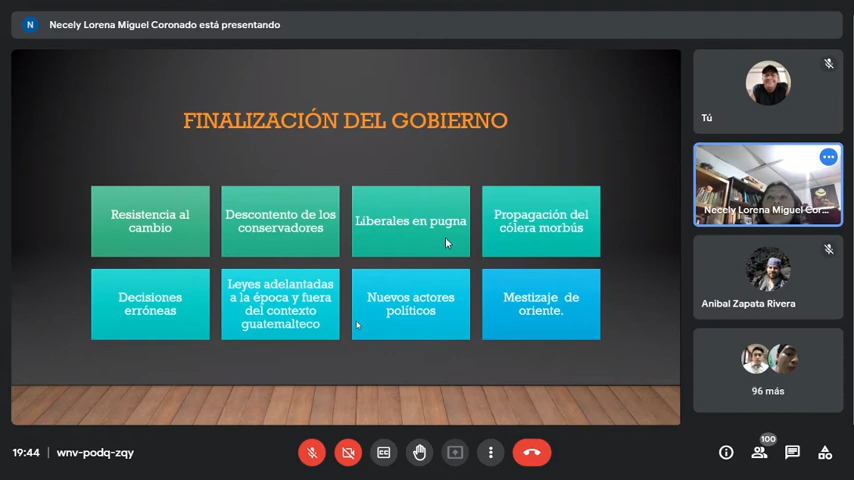 N
Necely Lorena Miguel Coronado está presentando
FINALIZACIÓN DEL GOBIERNO
Resistencia al
cambio
Descontento de los
conservadores
Liberales en pugna
Propagación del
cólera morbús
Decisiones
erróneas
Leyes adelantadas
a la época y fuera
del contexto
guatemalteco
Nuevos actores
políticos
Mestizaje de
oriente.
Tú
Necely Lorena Miguel Cor...
Anibal Zapata Rivera
96 más
19:44
wnv-podq-zqy
CC
100